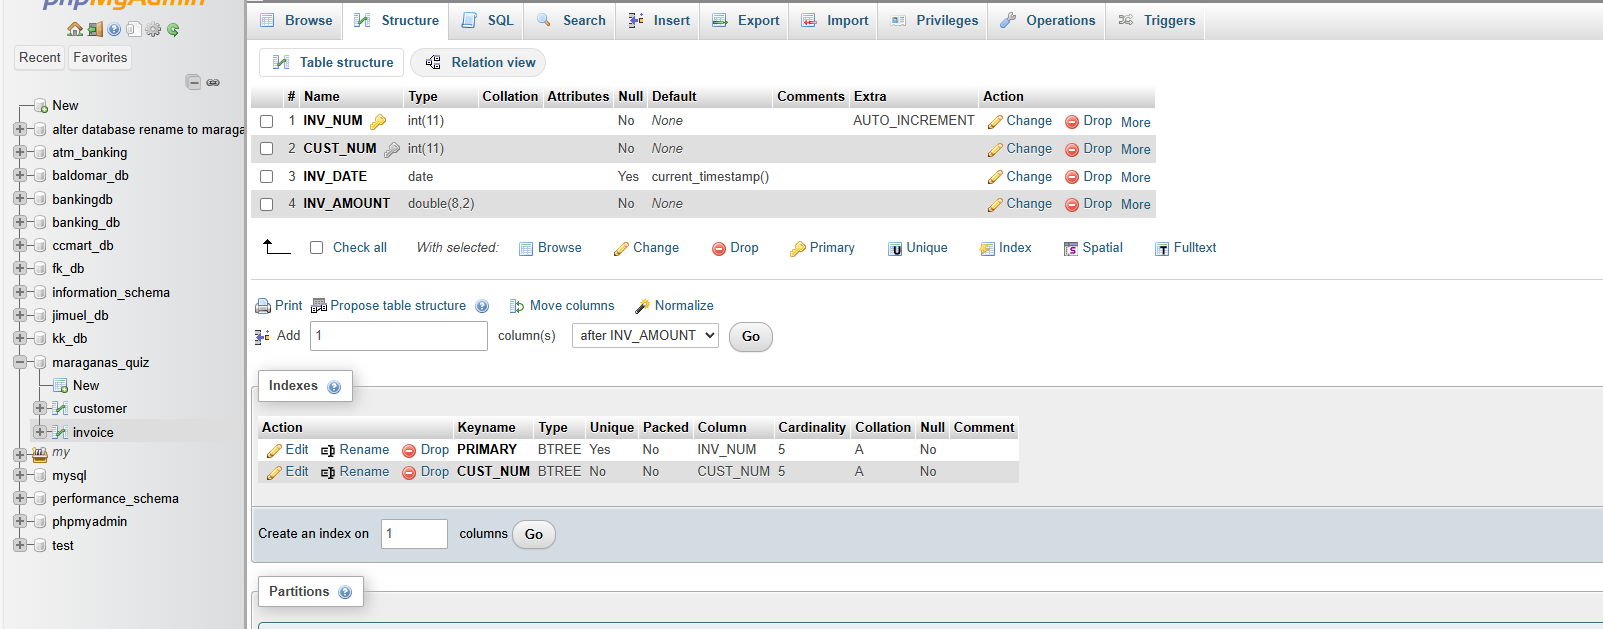 phpMyAdmin
Recent Favorites
New
alter database rename to maraga
atm_banking
baldomar_db
bankingdb
banking_db
ccmart_db
fk_db
information_schema
jimuel_db
kk_db
maraganas_quiz
New
customer
invoice
my
mysql
performance_schema
phpmyadmin
test
Browse Structure SQL Search Insert Export Import Privileges Operations Triggers
Table structure Relation view
# Name Type Collation Attributes Null Default Comments Extra Action
1 INV_NUM int(11) No None AUTO_INCREMENT Change Drop More
2 CUST_NUM int(11) No None Change Drop More
3 INV_DATE date Yes current_timestamp() Change Drop More
4 INV_AMOUNT double(8,2) No None Change Drop More
Check all With selected: Browse Change Drop Primary Unique Index Spatial Fulltext
Print Propose table structure Move columns Normalize
Add 1 column(s) after INV_AMOUNT Go
Indexes
Action Keyname Type Unique Packed Column Cardinality Collation Null Comment
Edit Rename Drop PRIMARY BTREE Yes No INV_NUM 5 A No
Edit Rename Drop CUST_NUM BTREE No No CUST_NUM 5 A No
Create an index on 1 columns Go
Partitions